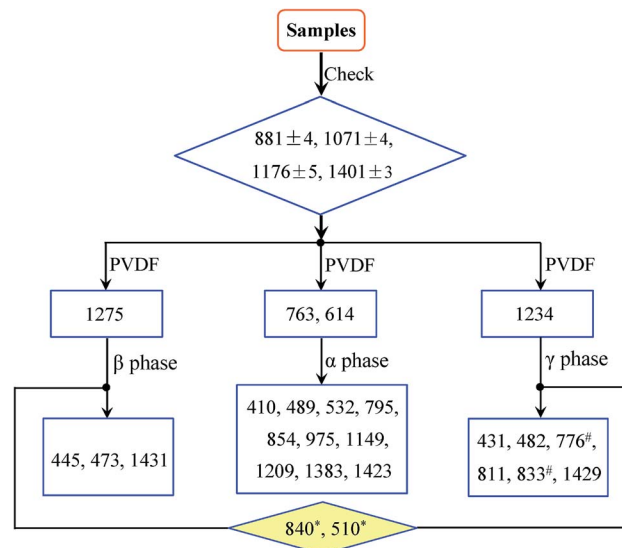 Samples
Check
881±4, 1071±4,
1176±5, 1401±3
PVDF
PVDF
PVDF
1275
763, 614
1234
β phase
α phase
γ phase
445, 473, 1431
410, 489, 532, 795,
854, 975, 1149,
1209, 1383, 1423
431, 482, 776#,
811, 833#, 1429
840*, 510*